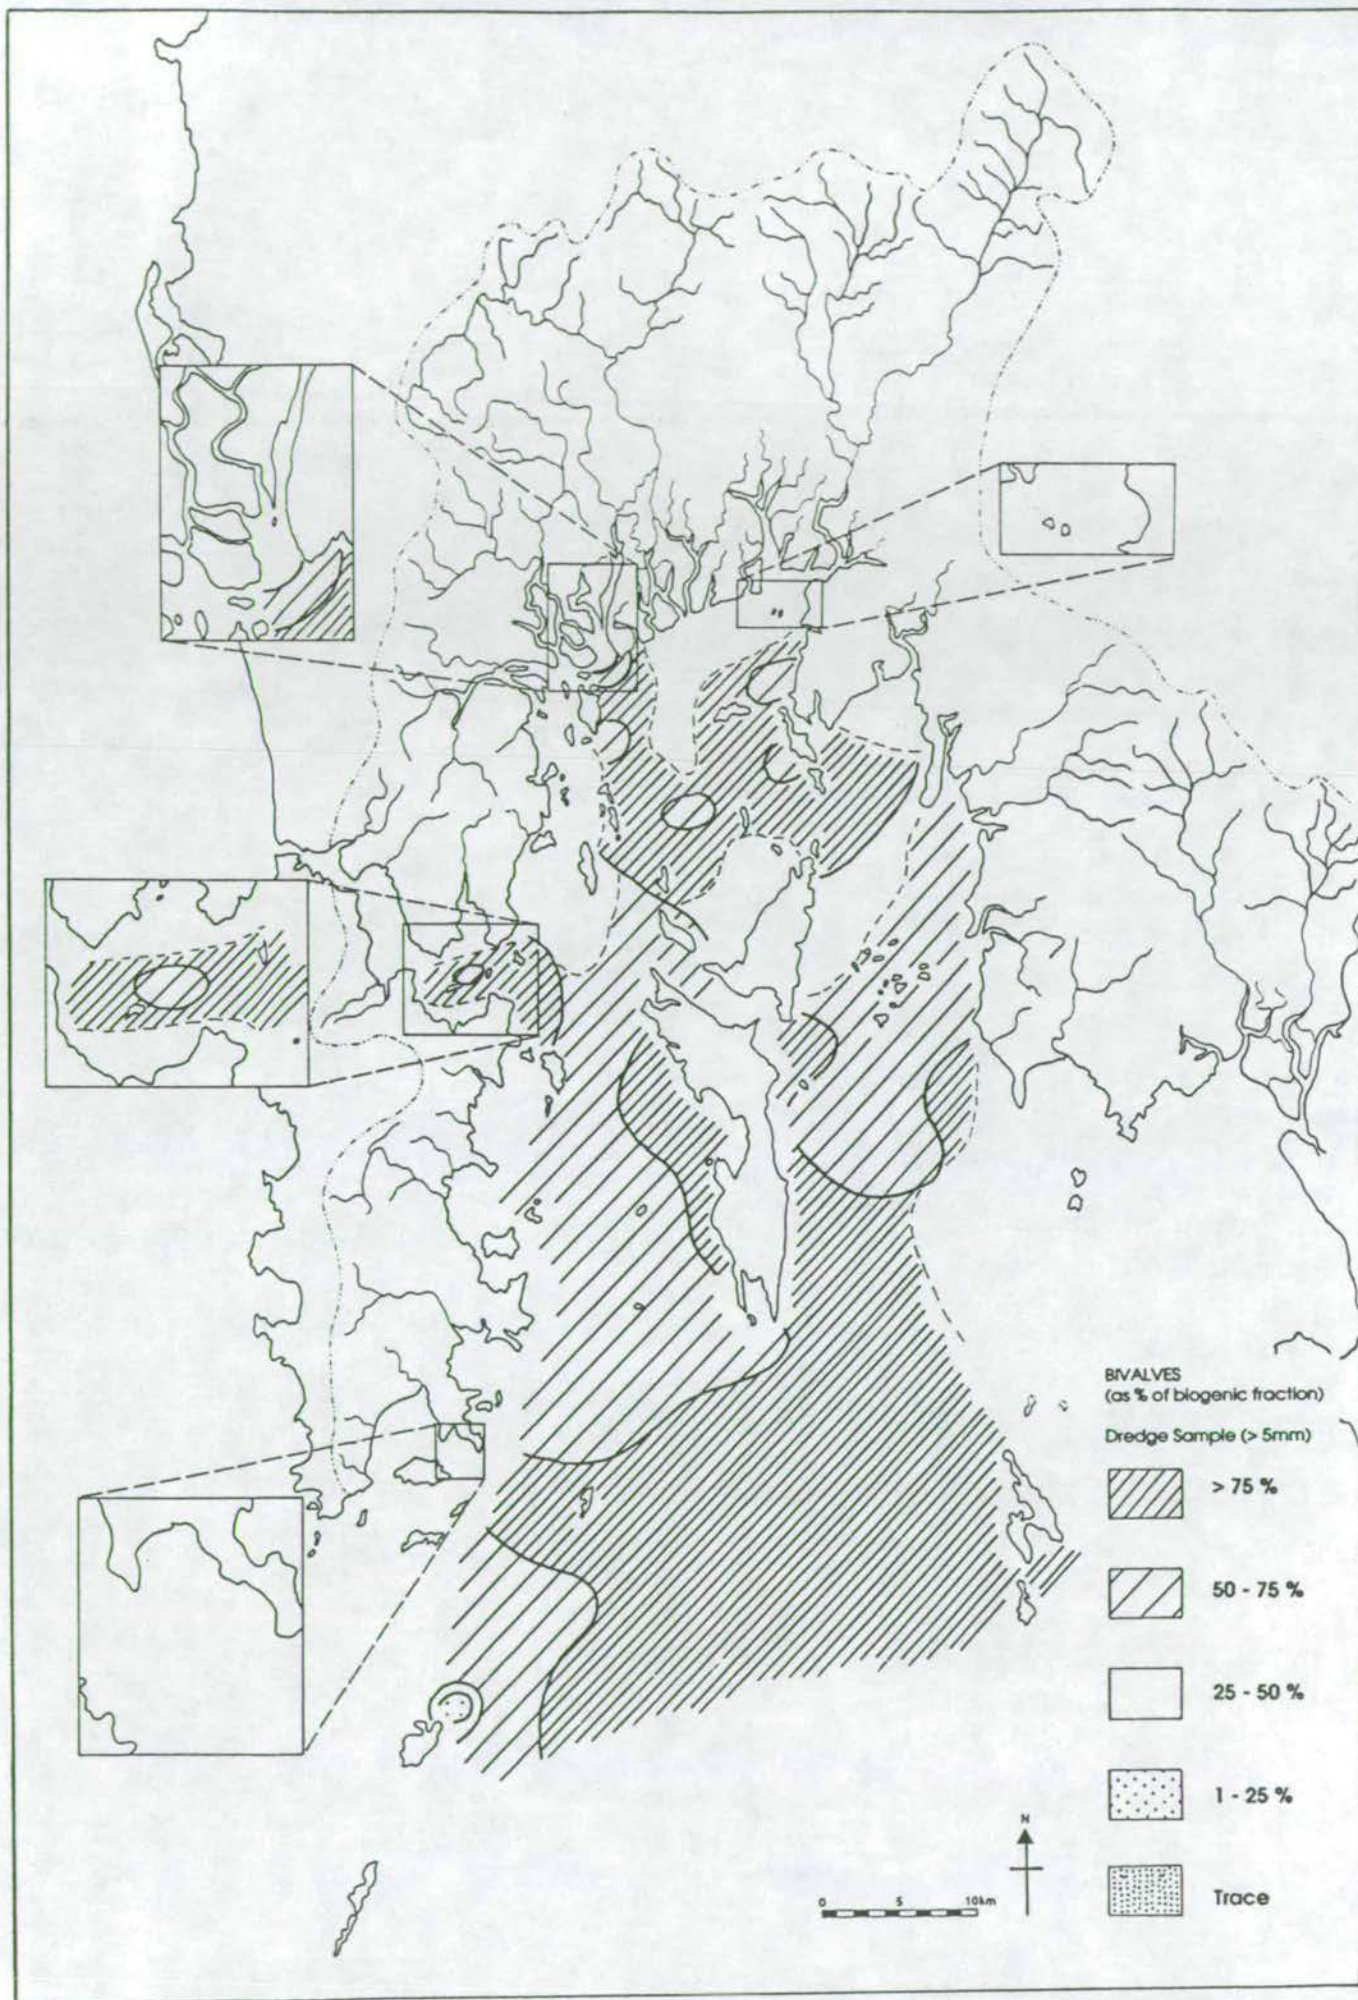 BIVALVES
(as % of biogenic fraction)
Dredge Sample (> 5mm)
> 75 %
50 - 75 %
25 - 50 %
1 - 25 %
Trace
N
0 5 10km